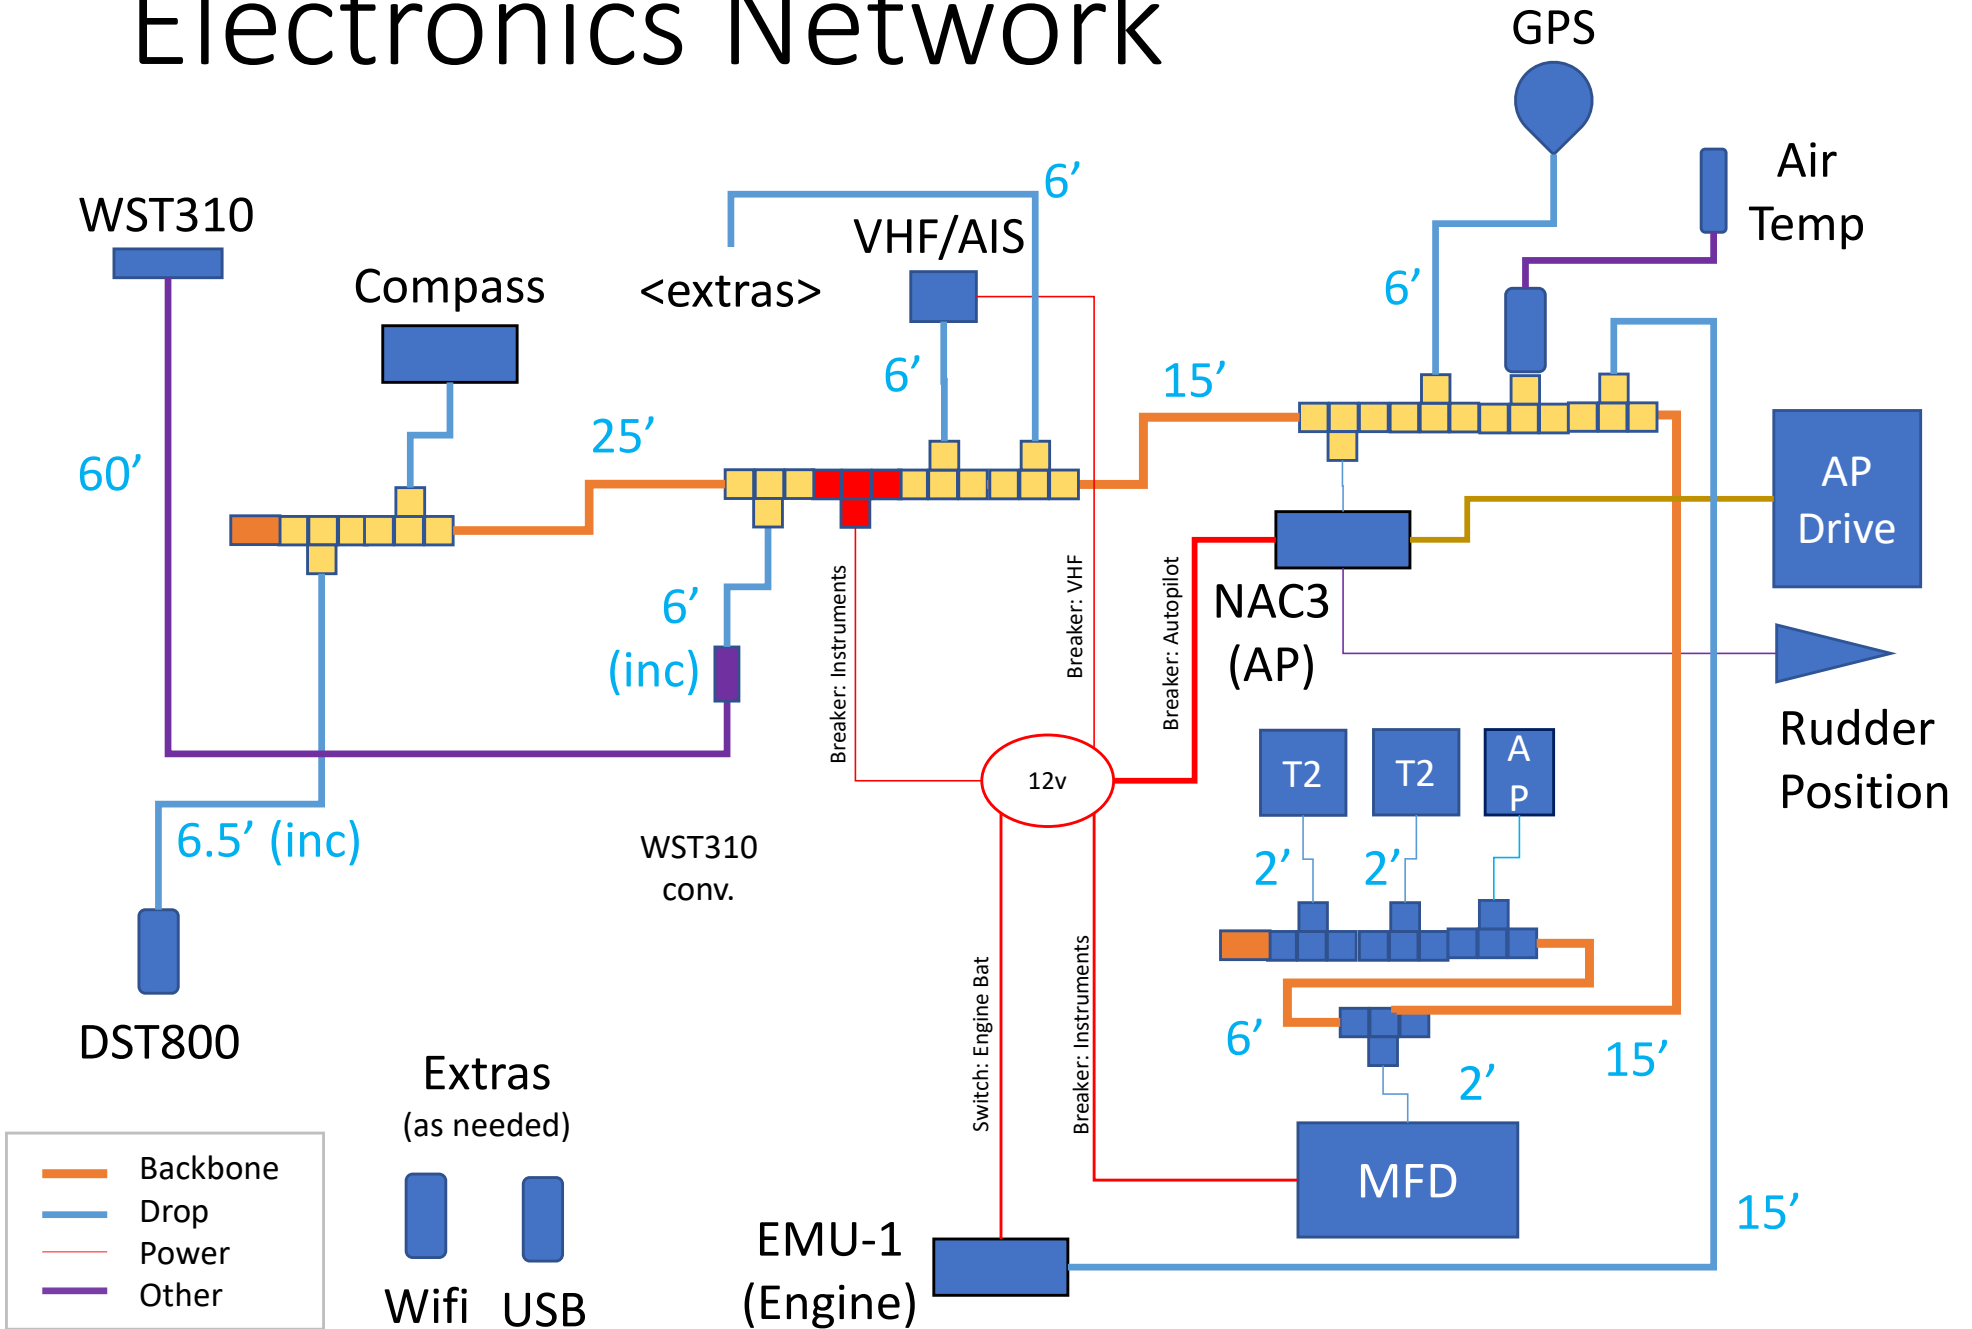 Electronics Network
GPS
Air
Temp
WST310
Compass
<extras>
6’
VHF/AIS
6’
6’
15’
25’
60’
AP
Drive
6’
(inc)
Breaker: Instruments
Breaker: VHF
Breaker: Autopilot
NAC3
(AP)
Rudder
Position
12v
T2
T2
A
P
6.5’ (inc)
WST310
conv.
2’
2’
DST800
Switch: Engine Bat
Breaker: Instruments
6’
15’
2’
Extras
(as needed)
MFD
Backbone
Drop
Power
Other
Wifi
USB
EMU-1
(Engine)
15’